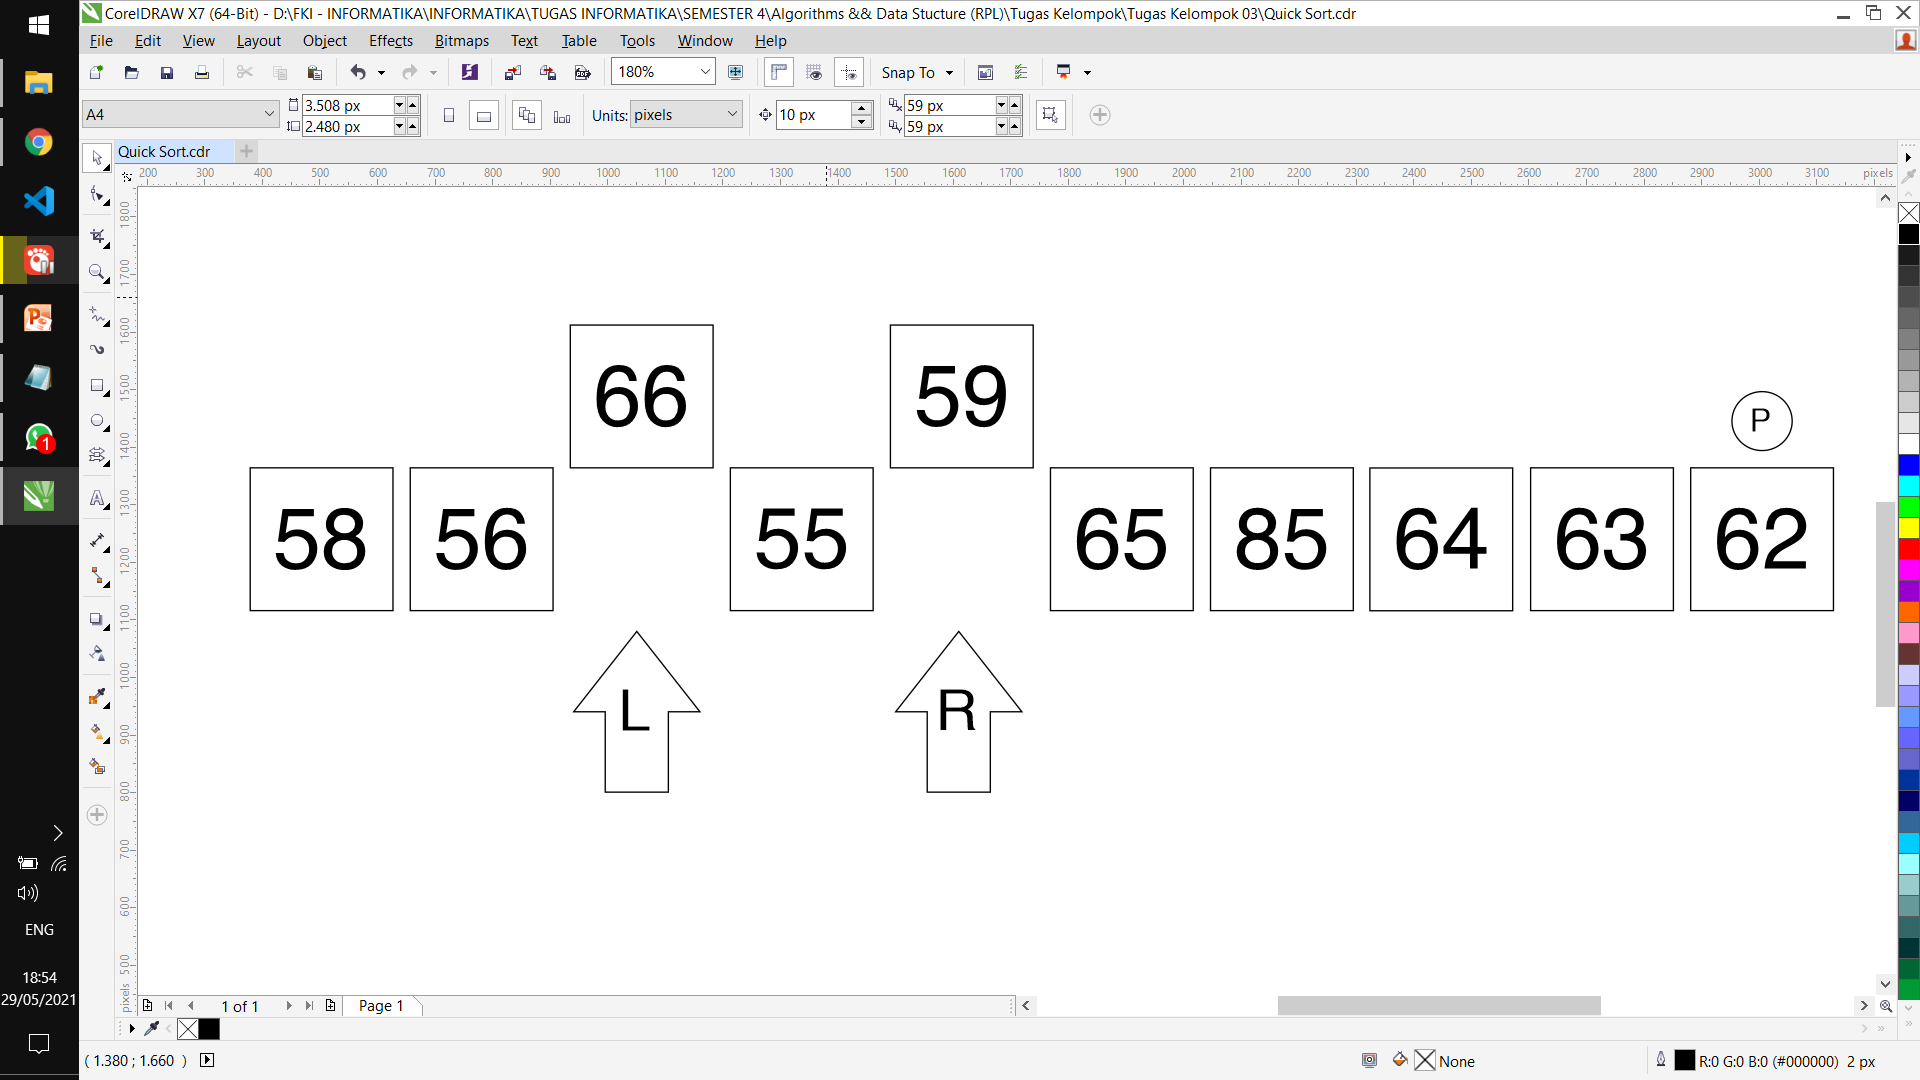 CorelDRAW X7 (64-Bit) - D:\FKI - INFORMATIKA\INFORMATIKA\TUGAS INFORMATIKA\SEMESTER 4\Algorithms && Data Stucture (RPL)\Tugas Kelompok\Tugas Kelompok 03\Quick Sort.cdr
File Edit View Layout Object Effects Bitmaps Text Table Tools Window Help
180% Snap To
A4 3.508 px 2.480 px Units: pixels 10 px 59 px 59 px
Quick Sort.cdr
200 300 400 500 600 700 800 900 1000 1100 1200 1300 1400 1500 1600 1700 1800 1900 2000 2100 2200 2300 2400 2500 2600 2700 2800 2900 3000 3100 pixels
1800
1700
1600
1500
1400
1300
1200
1100
1000
900
800
700
600
500
pixels
66 59
P
58 56 55 65 85 64 63 62
L R
1
ENG
18:54
29/05/2021
1 of 1 Page 1
( 1.380 ; 1.660 ) None R:0 G:0 B:0 (#000000) 2 px